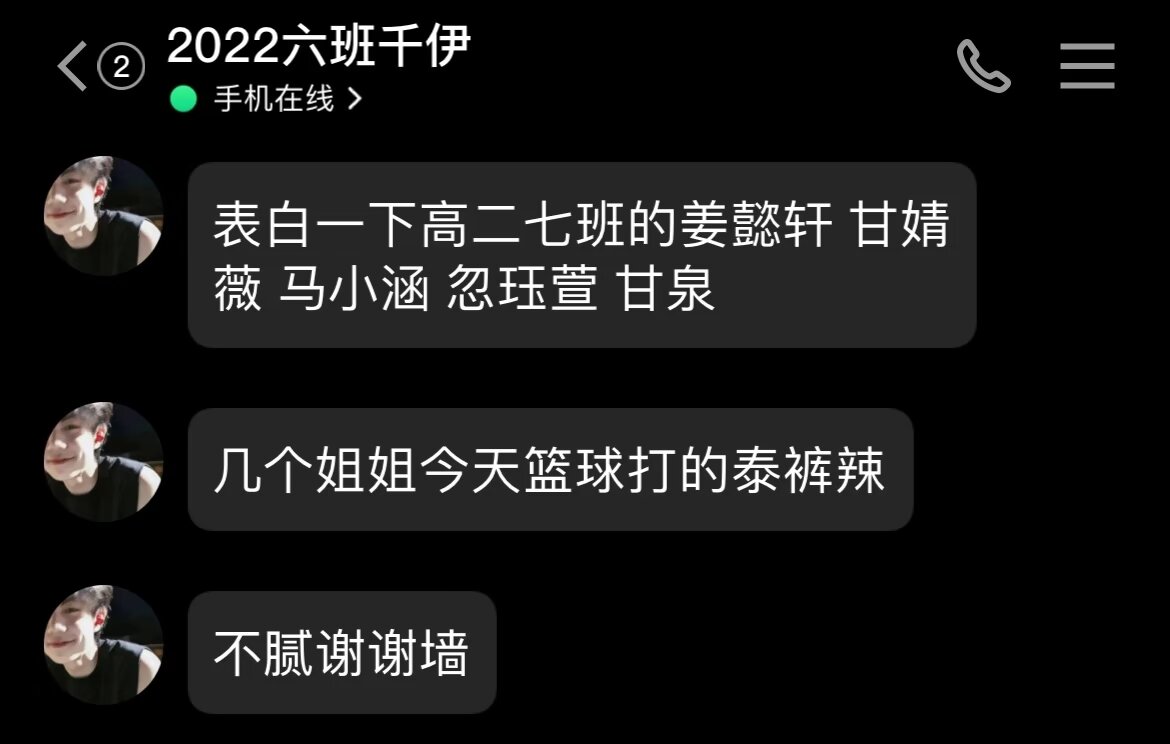 2
2022六班千伊
手机在线
表白一下高二七班的姜懿轩 甘婧
薇 马小涵 忽珏萱 甘泉
几个姐姐今天篮球打的泰裤辣
不腻谢谢墙